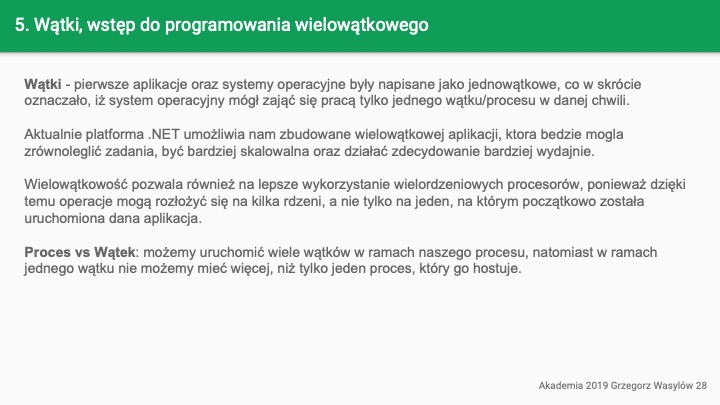 5. Wątki, wstęp do programowania wielowątkowego
Wątki - pierwsze aplikacje oraz systemy operacyjne były napisane jako jednowątkowe, co w skrócie
oznaczało, iż system operacyjny mógł zająć się pracą tylko jednego wątku/procesu w danej chwili.
Aktualnie platforma .NET umożliwia nam zbudowane wielowątkowej aplikacji, ktora bedzie mogla
zrównoleglić zadania, być bardziej skalowalna oraz działać zdecydowanie bardziej wydajnie.
Wielowątkowość pozwala również na lepsze wykorzystanie wielordzeniowych procesorów, ponieważ dzięki
temu operacje mogą rozłożyć się na kilka rdzeni, a nie tylko na jeden, na którym początkowo została
uruchomiona dana aplikacja.
Proces vs Wątek: możemy uruchomić wiele wątków w ramach naszego procesu, natomiast w ramach
jednego wątku nie możemy mieć więcej, niż tylko jeden proces, który go hostuje.
Akademia 2019 Grzegorz Wasylów 28